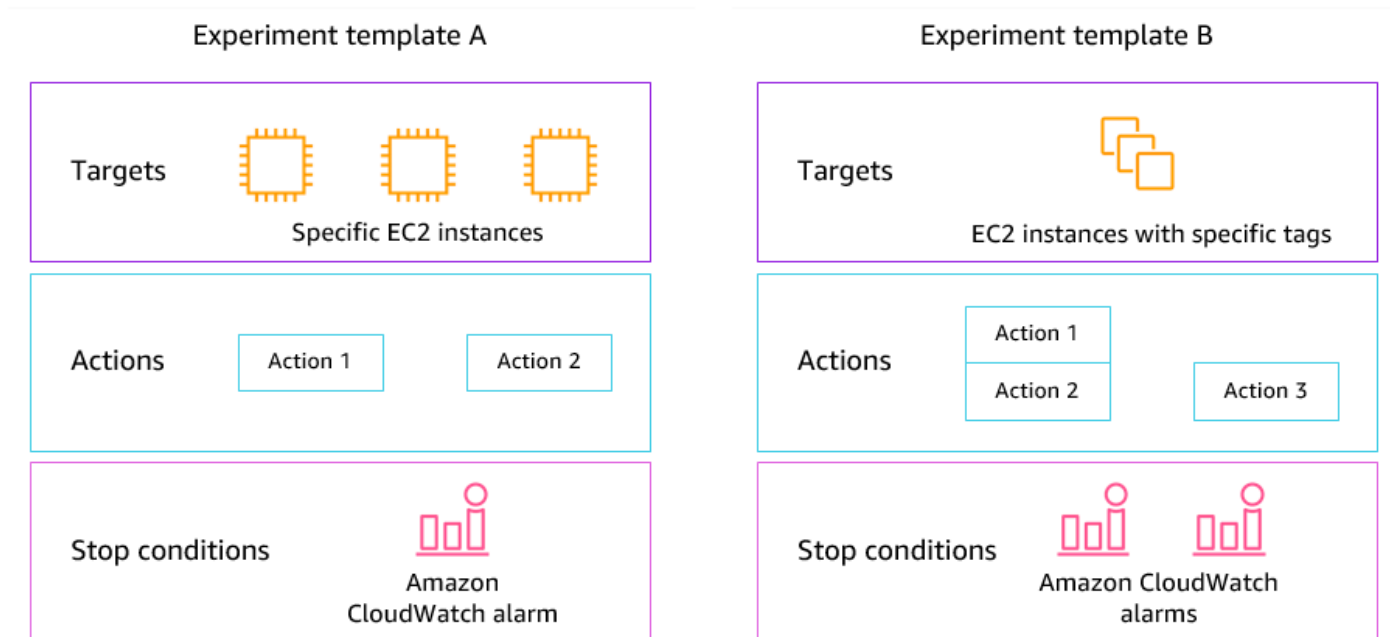 Experiment template A
Targets
Specific EC2 instances
Actions
Action 1
Action 2
Stop conditions
Amazon
CloudWatch alarm
Experiment template B
Targets
EC2 instances with specific tags
Actions
Action 1
Action 2
Action 3
Stop conditions
Amazon CloudWatch
alarms